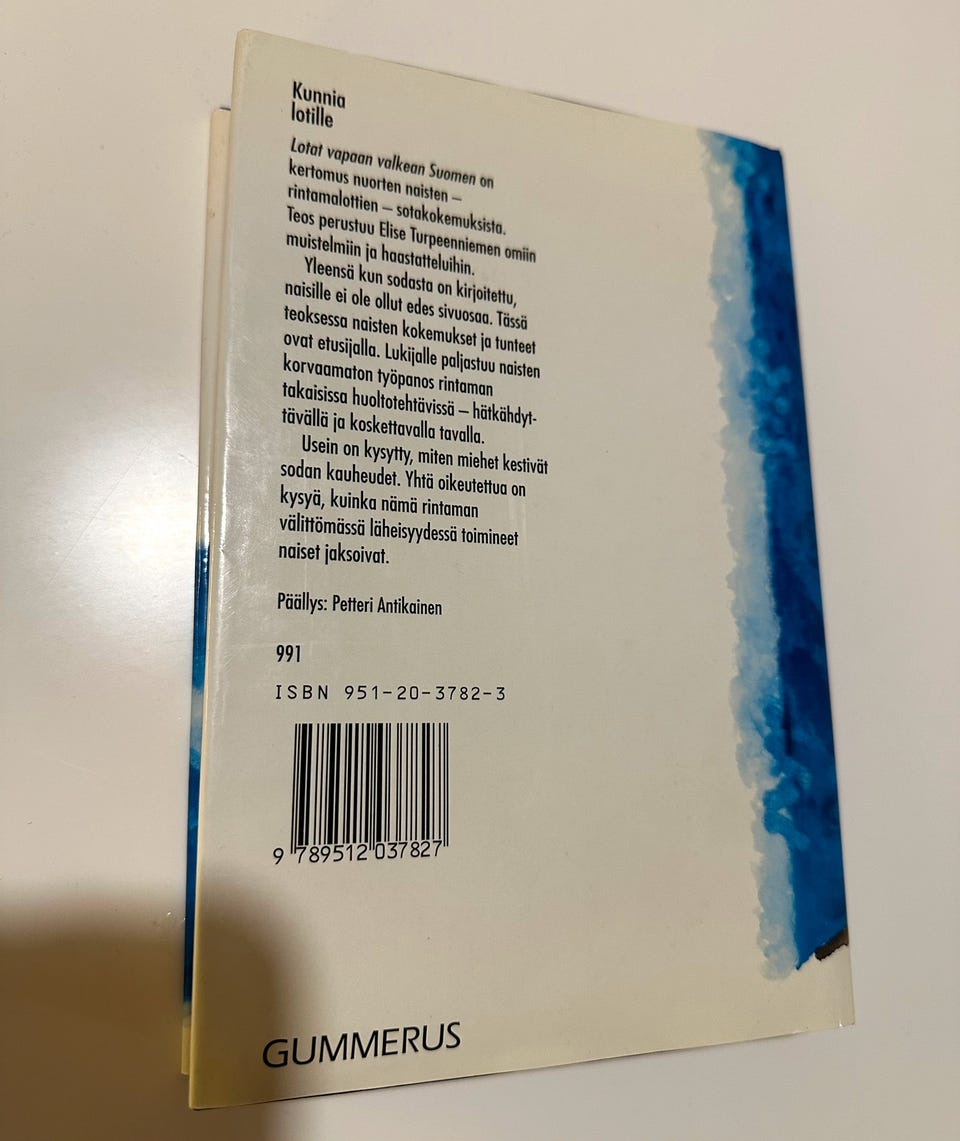 Kunnia
lotille
Lotat vapaan valkean Suomen on
kertomus nuorten naisten –
rintamalottien – sotakokemuksista.
Teos perustuu Elise Turpeenniemen omiin
muistelmiin ja haastatteluihin.
Yleensä kun sodasta on kirjoitettu,
naisille ei ole ollut edes sivuosaa. Tässä
teoksessa naisten kokemukset ja tunteet
ovat etusijalla. Lukijalle paljastuu naisten
korvaamaton työpanos rintaman
takaisissa huoltotehtävissä – hätkähdyt-
tävällä ja koskettavalla tavalla.
Usein on kysytty, miten miehet kestivät
sodan kauheudet. Yhtä oikeutettua on
kysyä, kuinka nämä rintaman
välittömässä läheisyydessä toimineet
naiset jaksoivat.
Päällys: Petteri Antikainen
991
ISBN 951-20-3782-3
9 789512 037827
GUMMERUS